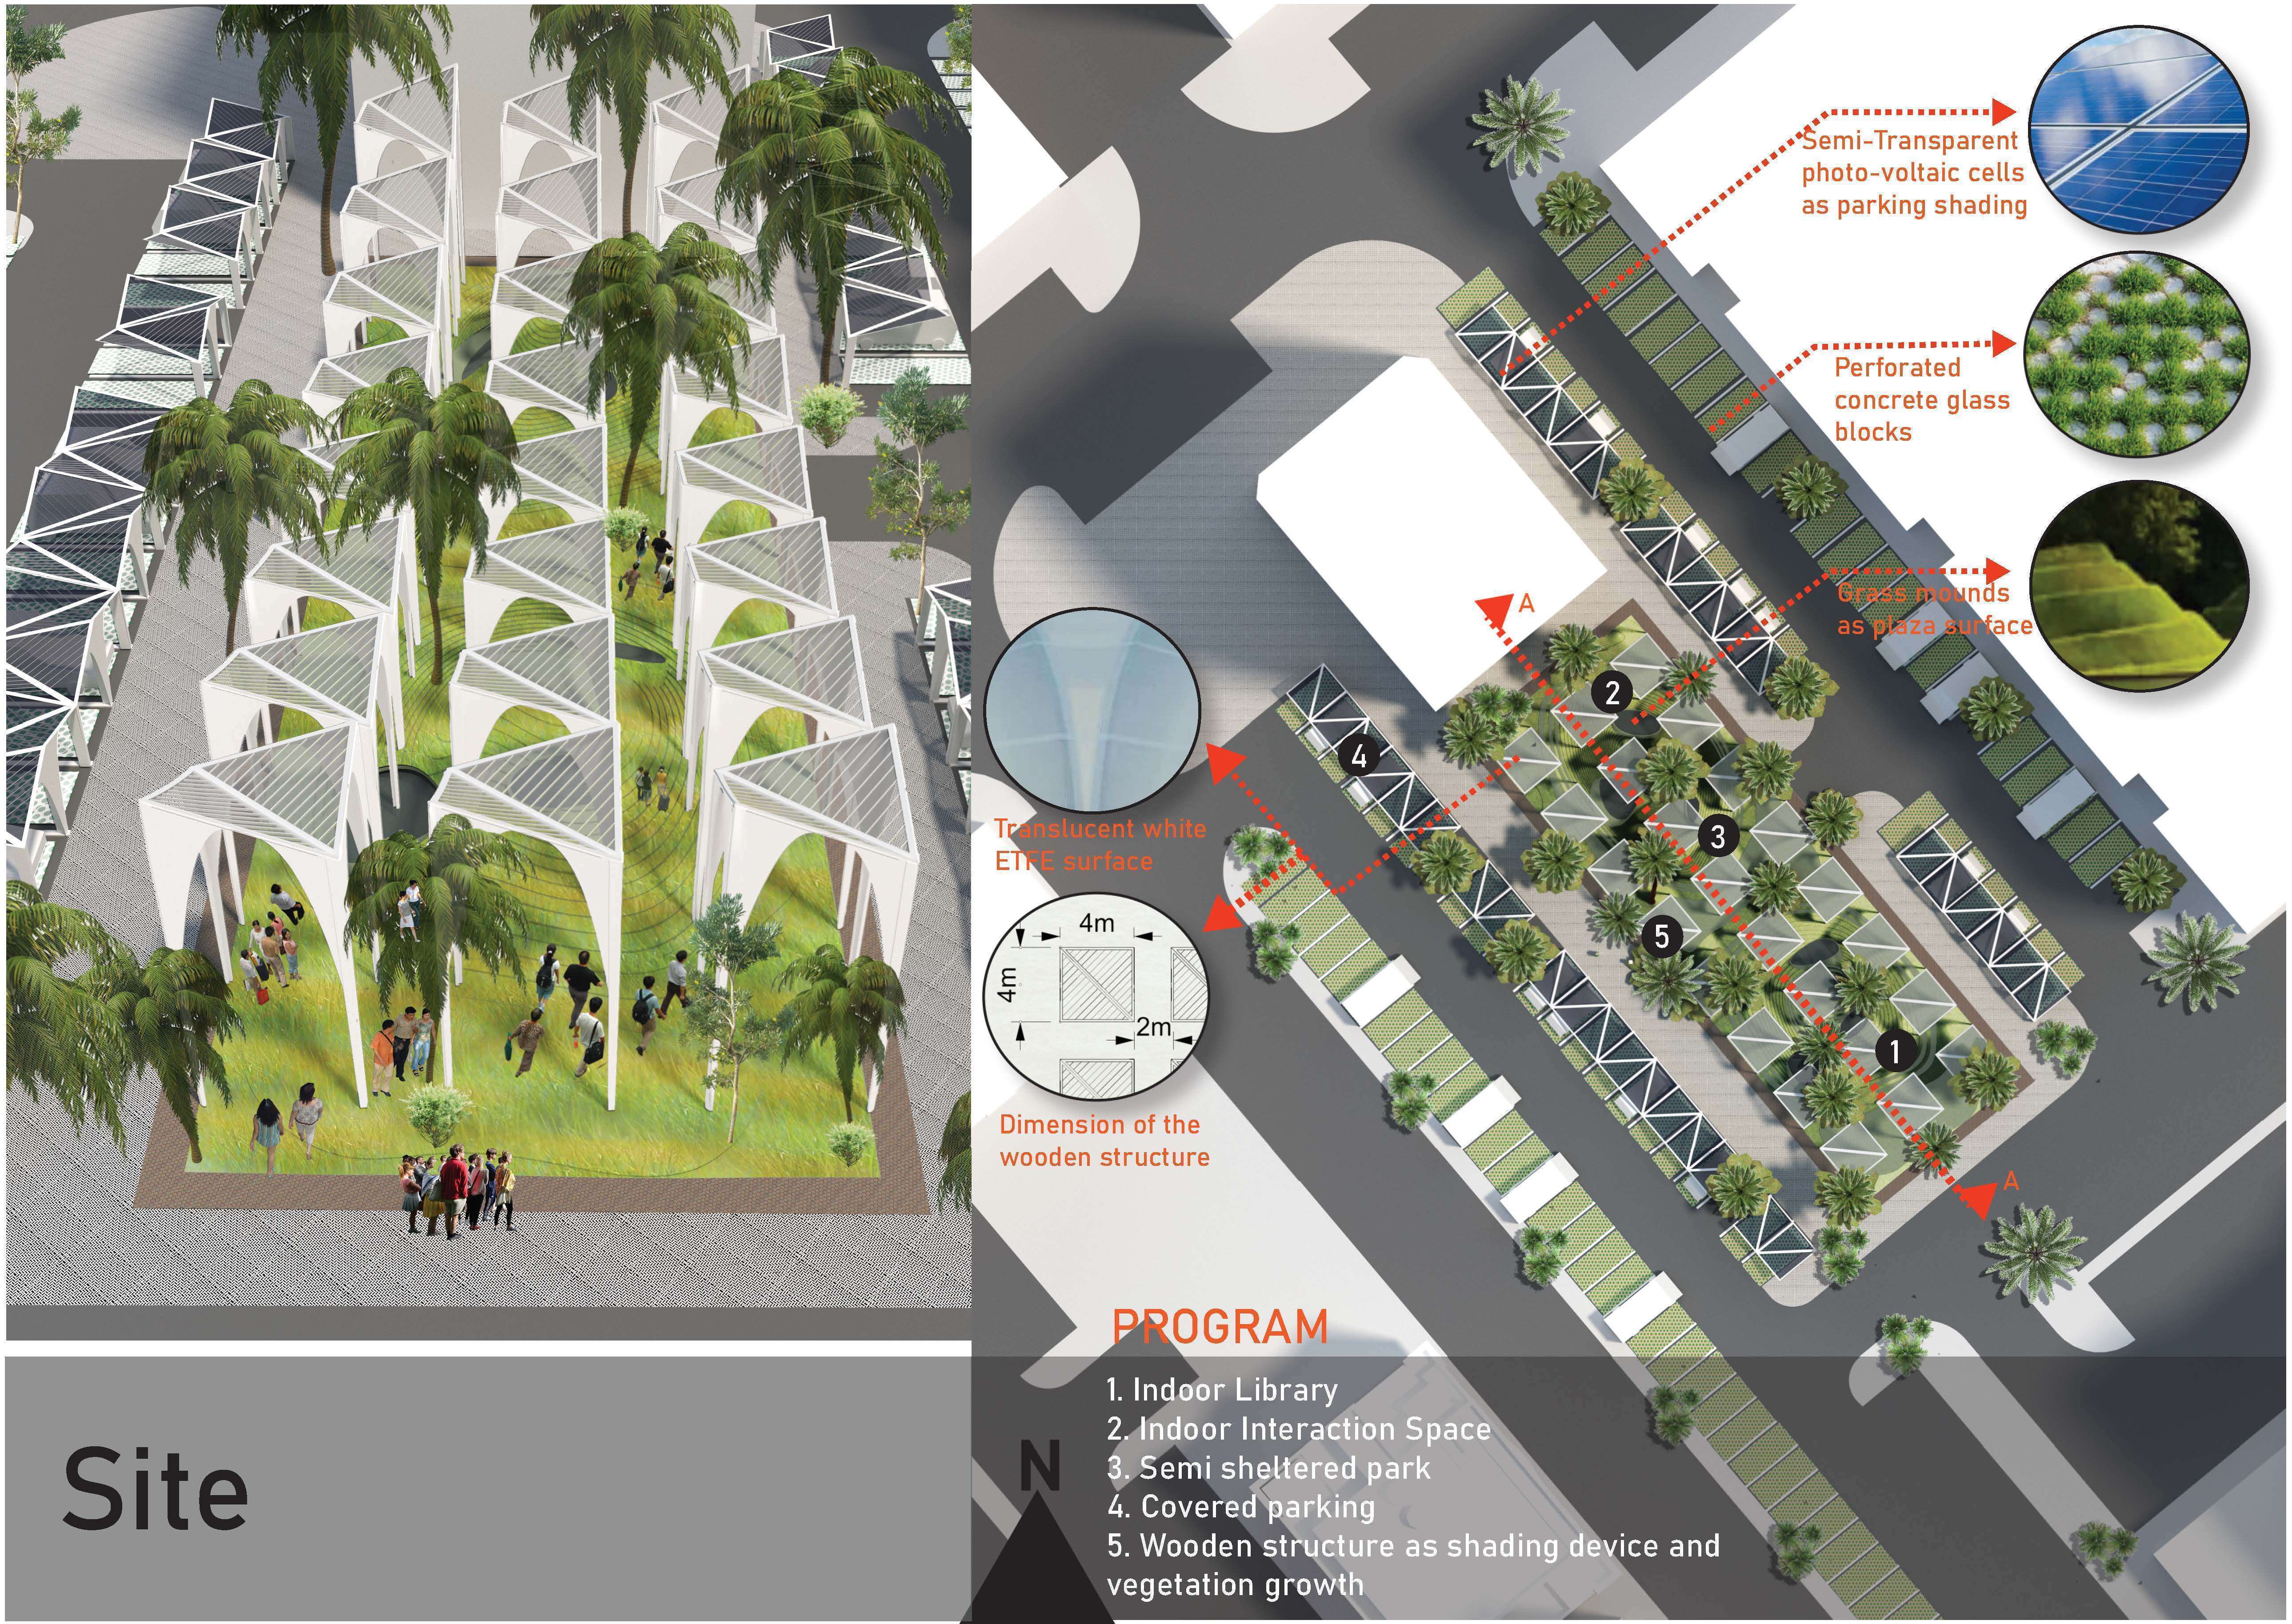 Semi-Transparent
photo-voltaic cells
as parking shading
Perforated
concrete glass
blocks
Grass mounds
as plaza surface
A
2
4
3
5
1
A
Translucent white
ETFE surface
4m
4m
2m
Dimension of the
wooden structure
PROGRAM
1. Indoor Library
2. Indoor Interaction Space
3. Semi sheltered park
4. Covered parking
5. Wooden structure as shading device and
vegetation growth
N
Site